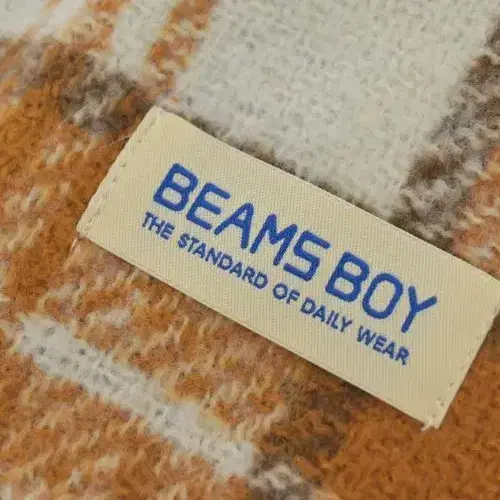 BEAMS BOY
THE STANDARD OF DAILY WEAR